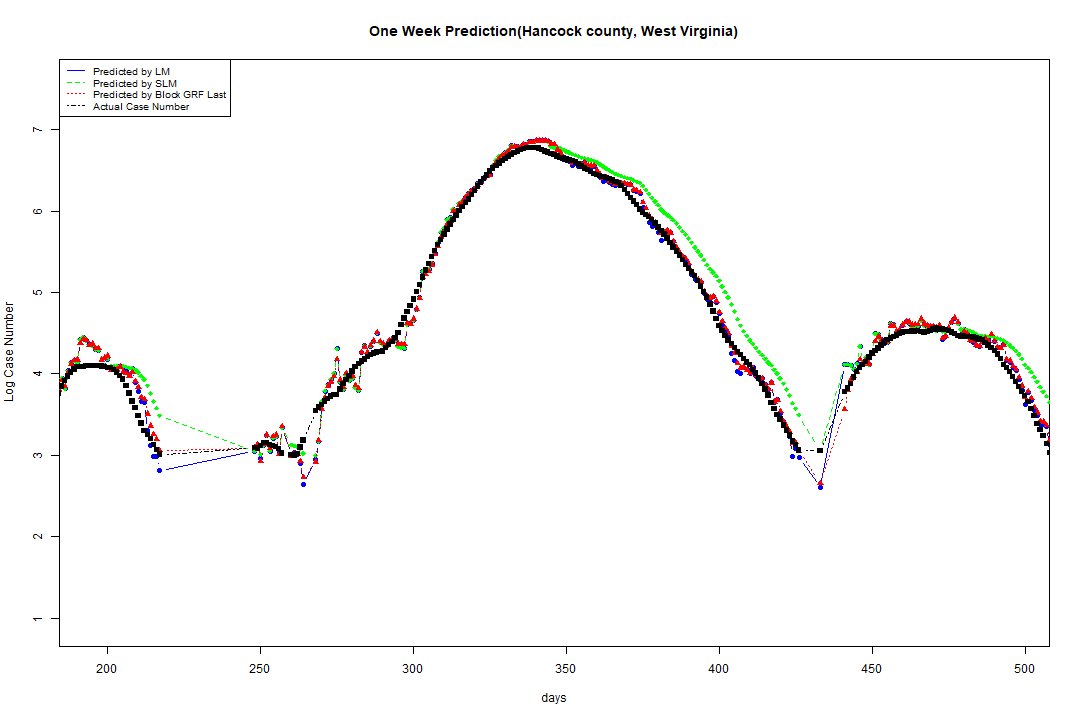 One Week Prediction(Hancock county, West Virginia)
Predicted by LM
Predicted by SLM
Predicted by Block GRF Last
Actual Case Number
7
6
5
4
3
2
1
Log Case Number
200 250 300 350 400 450 500
days